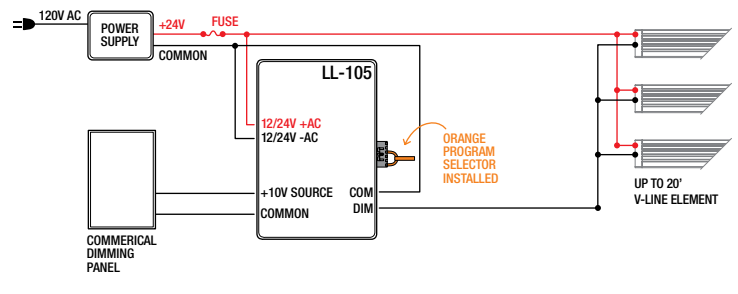 120V AC
POWER
SUPPLY
+24V
FUSE
COMMON
LL-105
12/24V +AC
12/24V -AC
ORANGE
PROGRAM
SELECTOR
INSTALLED
+10V SOURCE
COM
COMMON
DIM
UP TO 20'
V-LINE ELEMENT
COMMERICAL
DIMMING
PANEL